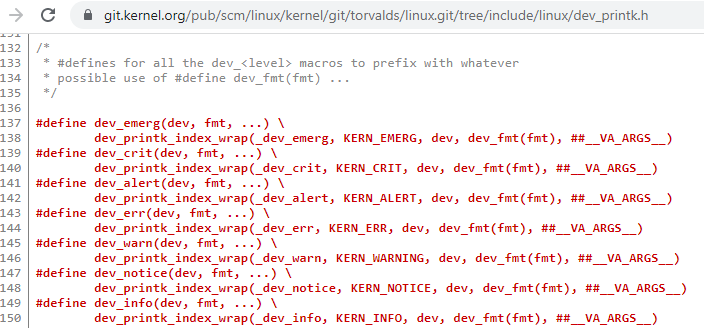 git.kernel.org/pub/scm/linux/kernel/git/torvalds/linux.git/tree/include/linux/dev_printk.h
131
132 /*
133  * #defines for all the dev_<level> macros to prefix with whatever
134  * possible use of #define dev_fmt(fmt) ...
135  */
136
137 #define dev_emerg(dev, fmt, ...) \
138         dev_printk_index_wrap(_dev_emerg, KERN_EMERG, dev, dev_fmt(fmt), ##__VA_ARGS__)
139 #define dev_crit(dev, fmt, ...) \
140         dev_printk_index_wrap(_dev_crit, KERN_CRIT, dev, dev_fmt(fmt), ##__VA_ARGS__)
141 #define dev_alert(dev, fmt, ...) \
142         dev_printk_index_wrap(_dev_alert, KERN_ALERT, dev, dev_fmt(fmt), ##__VA_ARGS__)
143 #define dev_err(dev, fmt, ...) \
144         dev_printk_index_wrap(_dev_err, KERN_ERR, dev, dev_fmt(fmt), ##__VA_ARGS__)
145 #define dev_warn(dev, fmt, ...) \
146         dev_printk_index_wrap(_dev_warn, KERN_WARNING, dev, dev_fmt(fmt), ##__VA_ARGS__)
147 #define dev_notice(dev, fmt, ...) \
148         dev_printk_index_wrap(_dev_notice, KERN_NOTICE, dev, dev_fmt(fmt), ##__VA_ARGS__)
149 #define dev_info(dev, fmt, ...) \
150         dev_printk_index_wrap(_dev_info, KERN_INFO, dev, dev_fmt(fmt), ##__VA_ARGS__)